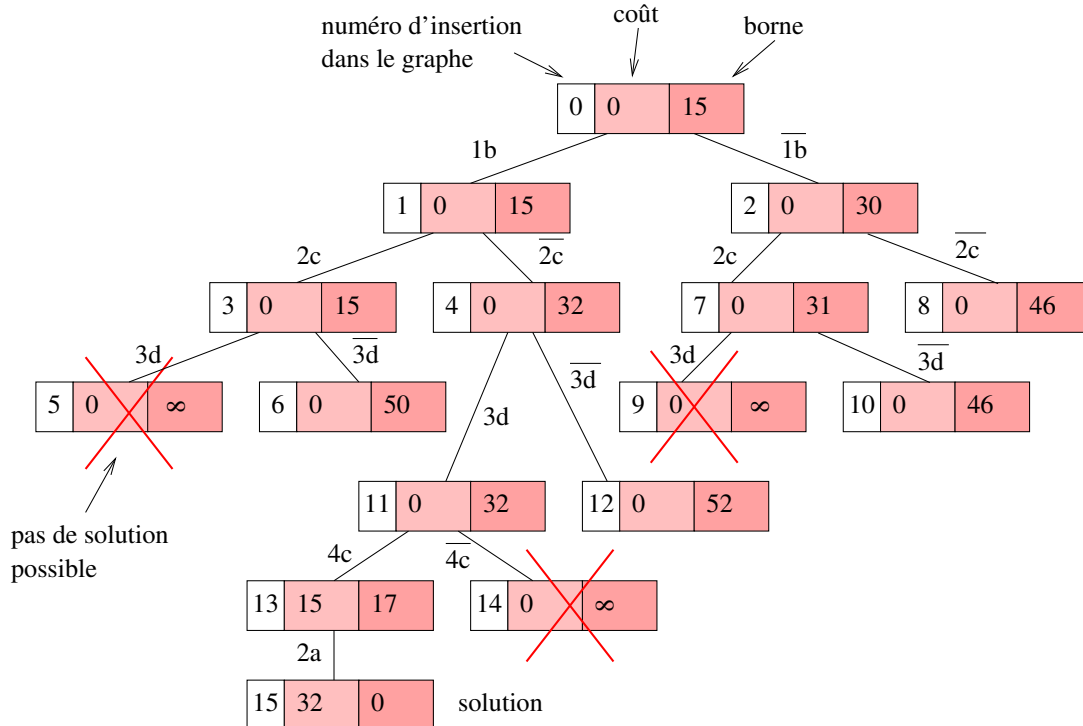 numéro d'insertion
dans le graphe
coût
borne
0 0 15
1b
1b
1 0 15
2 0 30
2c
2c
2c
2c
3 0 15
4 0 32
7 0 31
8 0 46
3d
3d
3d
3d
3d
3d
5 0 ∞
6 0 50
9 0 ∞
10 0 46
11 0 32
12 0 52
pas de solution
possible
4c
4c
13 15 17
14 0 ∞
2a
15 32 0
solution